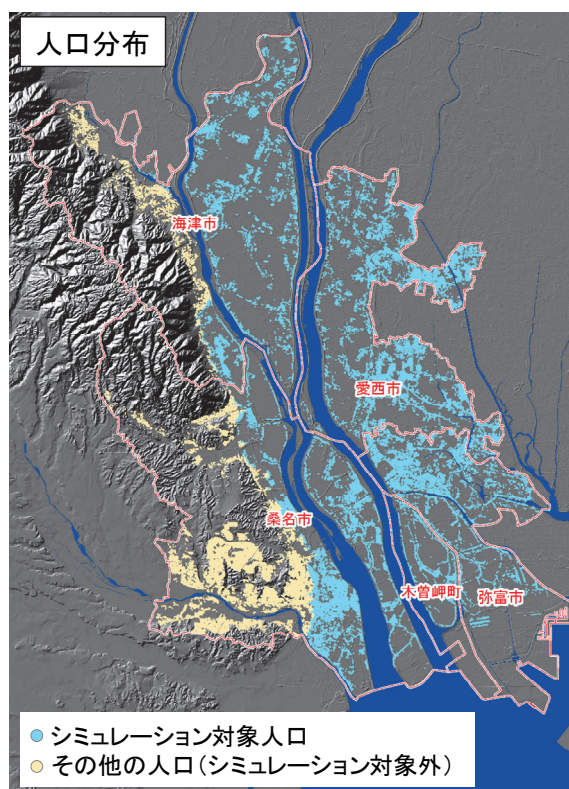 人口分布
海津市
愛西市
桑名市
木曽岬町
弥富市
シミュレーション対象人口
その他の人口(シミュレーション対象外)